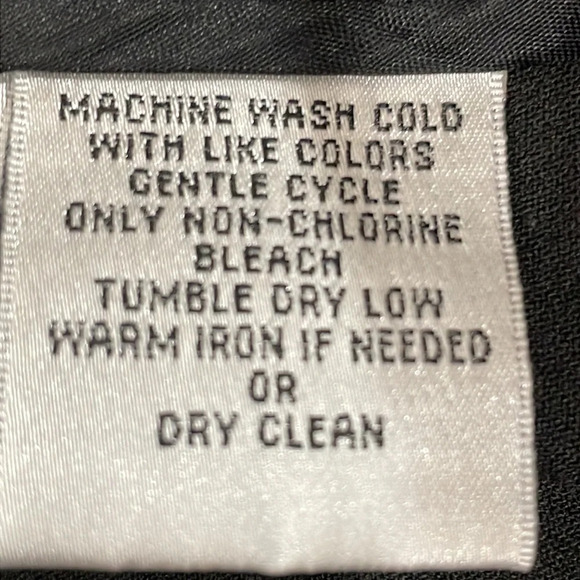 MACHINE WASH COLD
WITH LIKE COLORS
GENTLE CYCLE
ONLY NON-CHLORINE
BLEACH
TUMBLE DRY LOW
WARM IRON IF NEEDED
OR
DRY CLEAN